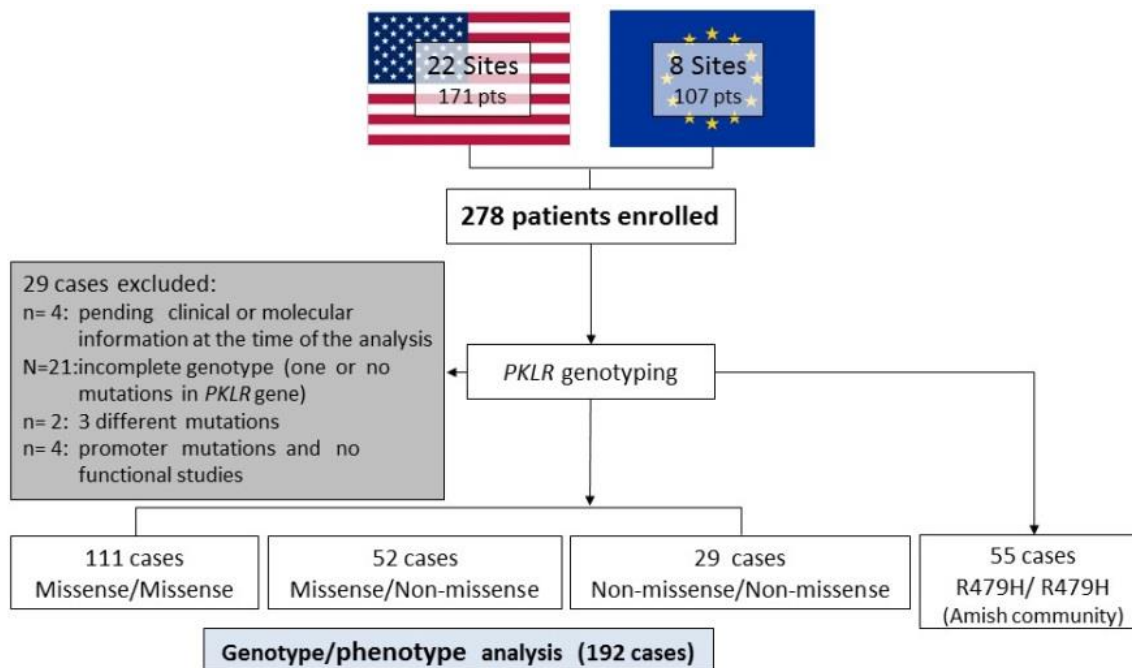 22 Sites
171 pts
8 Sites
107 pts
278 patients enrolled
29 cases excluded:
n= 4: pending clinical or molecular
information at the time of the analysis
N=21:incomplete genotype (one or no
mutations in PKLR gene)
n= 2: 3 different mutations
n= 4: promoter mutations and no
functional studies
PKLR genotyping
111 cases
Missense/Missense
52 cases
Missense/Non-missense
29 cases
Non-missense/Non-missense
55 cases
R479H/ R479H
(Amish community)
Genotype/phenotype analysis (192 cases)